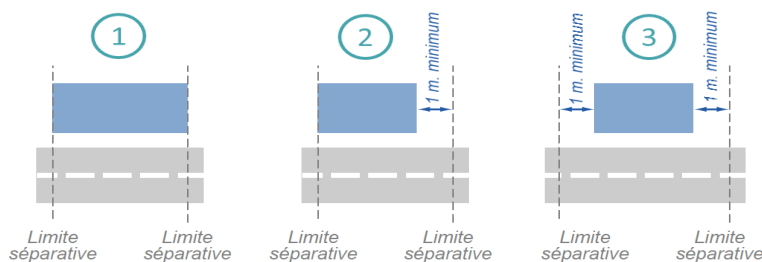 1
2
3
1 m. minimum
1 m. minimum
1 m. minimum
Limite
séparative
Limite
séparative
Limite
séparative
Limite
séparative
Limite
séparative
Limite
séparative